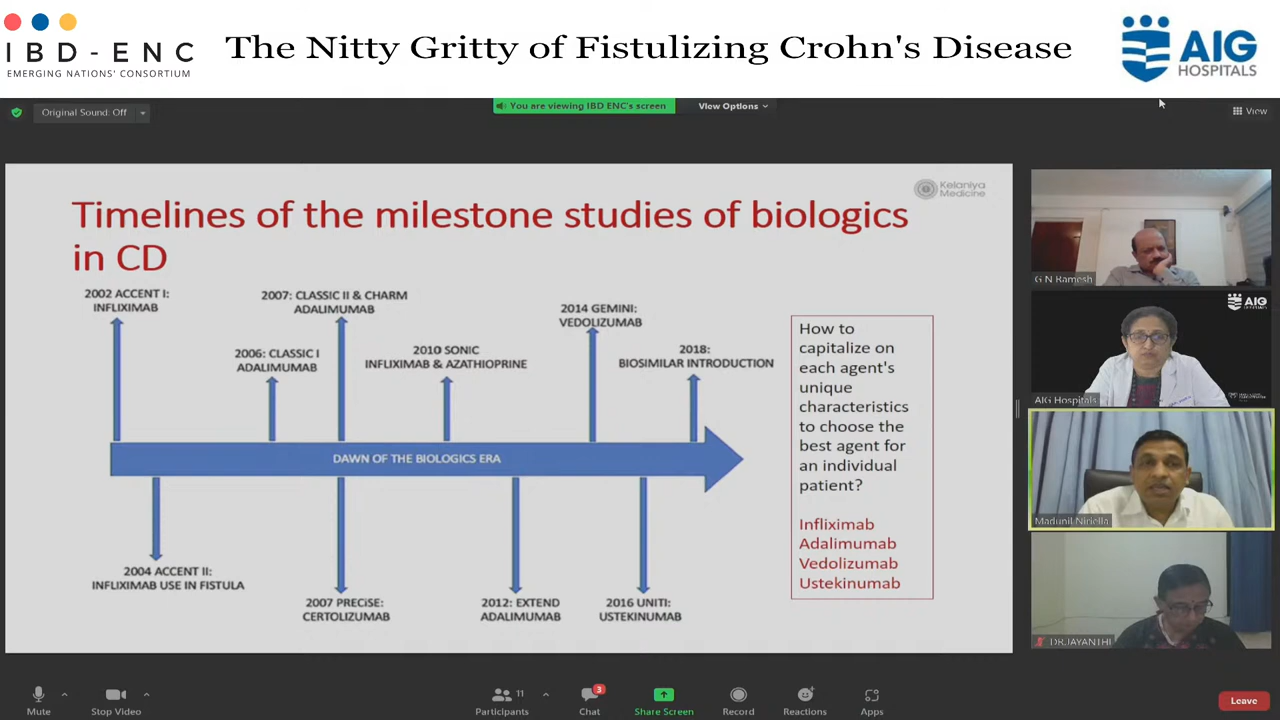 IBD-ENC
EMERGING NATIONS' CONSORTIUM
The Nitty Gritty of Fistulizing Crohn's Disease
AIG
HOSPITALS
Original Sound: Off
You are viewing IBD ENC's screen
View Options
View
Kelaniya
Medicine
Timelines of the milestone studies of biologics
in CD
2002 ACCENT I:
INFLIXIMAB
2006: CLASSIC I
ADALIMUMAB
2007: CLASSIC II & CHARM
ADALIMUMAB
2010 SONIC
INFLIXIMAB & AZATHIOPRINE
2014 GEMINI:
VEDOLIZUMAB
2018:
BIOSIMILAR INTRODUCTION
DAWN OF THE BIOLOGICS ERA
2004 ACCENT II:
INFLIXIMAB USE IN FISTULA
2007 PRECiSE:
CERTOLIZUMAB
2012: EXTEND
ADALIMUMAB
2016 UNITI:
USTEKINUMAB
How to
capitalize on
each agent's
unique
characteristics
to choose the
best agent for
an individual
patient?
Infliximab
Adalimumab
Vedolizumab
Ustekinumab
G N Ramesh
AIG
HOSPITALS
AIG Hospitals
Madunil Niriella
DR.JAYANTHI
Mute
Stop Video
Participants
11
Chat
3
Share Screen
Record
Reactions
Apps
Leave